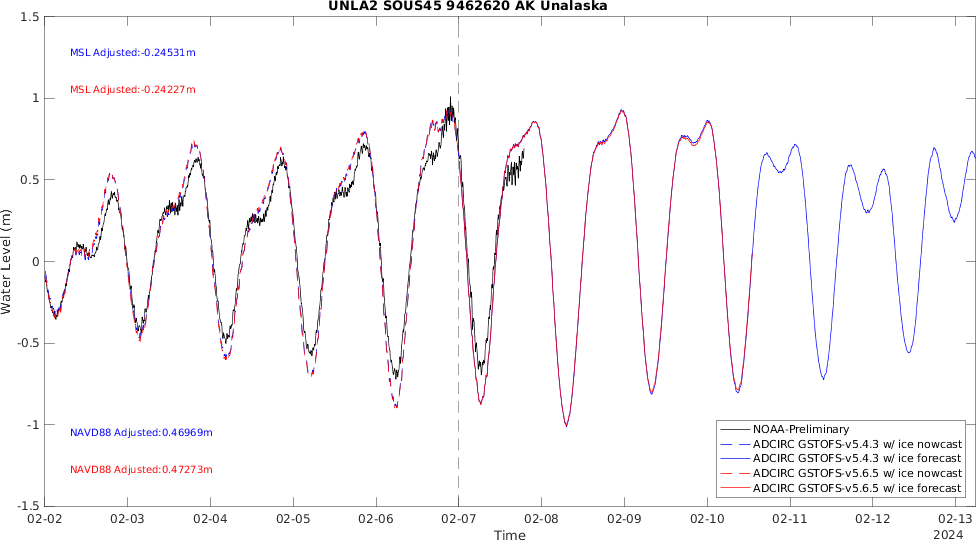 UNLA2 SOUS45 9462620 AK Unalaska
1.5
MSL Adjusted:-0.24531m
1
MSL Adjusted:-0.24227m
0.5
0
Water Level (m)
-0.5
-1
NAVD88 Adjusted:0.46969m
NAVD88 Adjusted:0.47273m
-1.5
NOAA-Preliminary
ADCIRC GSTOFS-v5.4.3 w/ ice nowcast
ADCIRC GSTOFS-v5.4.3 w/ ice forecast
ADCIRC GSTOFS-v5.6.5 w/ ice nowcast
ADCIRC GSTOFS-v5.6.5 w/ ice forecast
02-02 02-03 02-04 02-05 02-06 02-07 02-08 02-09 02-10 02-11 02-12 02-13
Time
2024